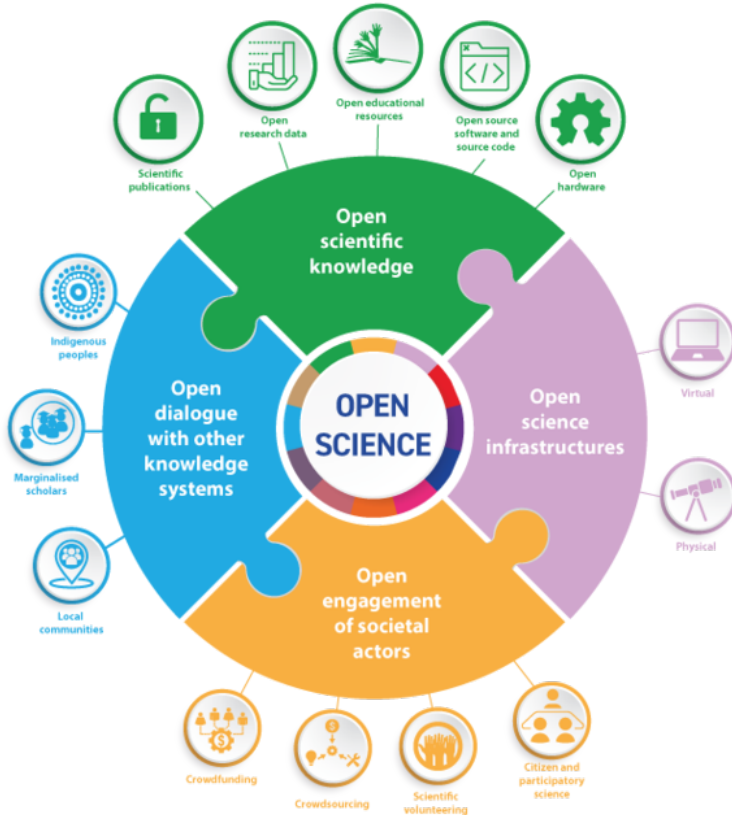 Open educational
resources
Open
research data
Open source
software and
source code
Scientific
publications
Open
hardware
Open
scientific
knowledge
Indigenous
peoples
Virtual
Open
dialogue
with other
knowledge
systems
OPEN
SCIENCE
Open
science
infrastructures
Marginalised
scholars
Physical
Local
communities
Open
engagement
of societal
actors
Crowdfunding
Crowdsourcing
Scientific
volunteering
Citizen and
participatory
science